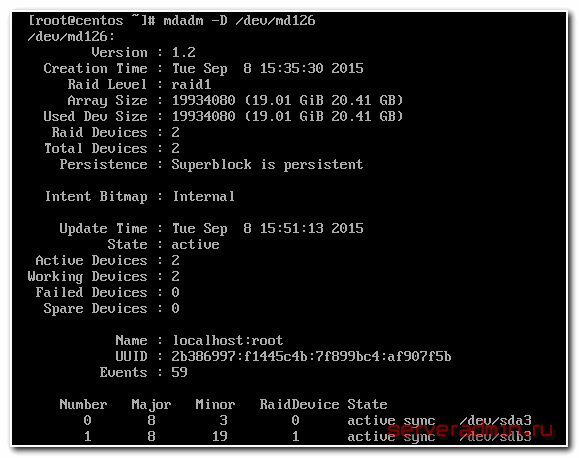 [root@centos ~]# mdadm -D /dev/md126
/dev/md126:
Version : 1.2
Creation Time : Tue Sep  8 15:35:30 2015
Raid Level : raid1
Array Size : 19934080 (19.01 GiB 20.41 GB)
Used Dev Size : 19934080 (19.01 GiB 20.41 GB)
Raid Devices : 2
Total Devices : 2
Persistence : Superblock is persistent
Intent Bitmap : Internal
Update Time : Tue Sep  8 15:51:13 2015
State : active
Active Devices : 2
Working Devices : 2
Failed Devices : 0
Spare Devices : 0
Name : localhost:root
UUID : 2b386997:f1445c4b:7f899bc4:af907f5b
Events : 59
Number   Major   Minor   RaidDevice State
0       8        3        0      active sync   /dev/sda3
1       8       19        1      active sync   /dev/sdb3
serveradmin.ru